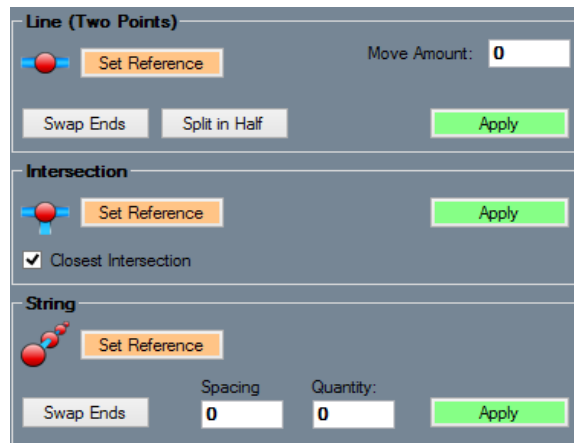 Line (Two Points)
Set Reference
Move Amount: 0
Swap Ends Split in Half Apply
Intersection
Set Reference Apply
Closest Intersection
String
Set Reference
Spacing Quantity:
Swap Ends 0 0 Apply